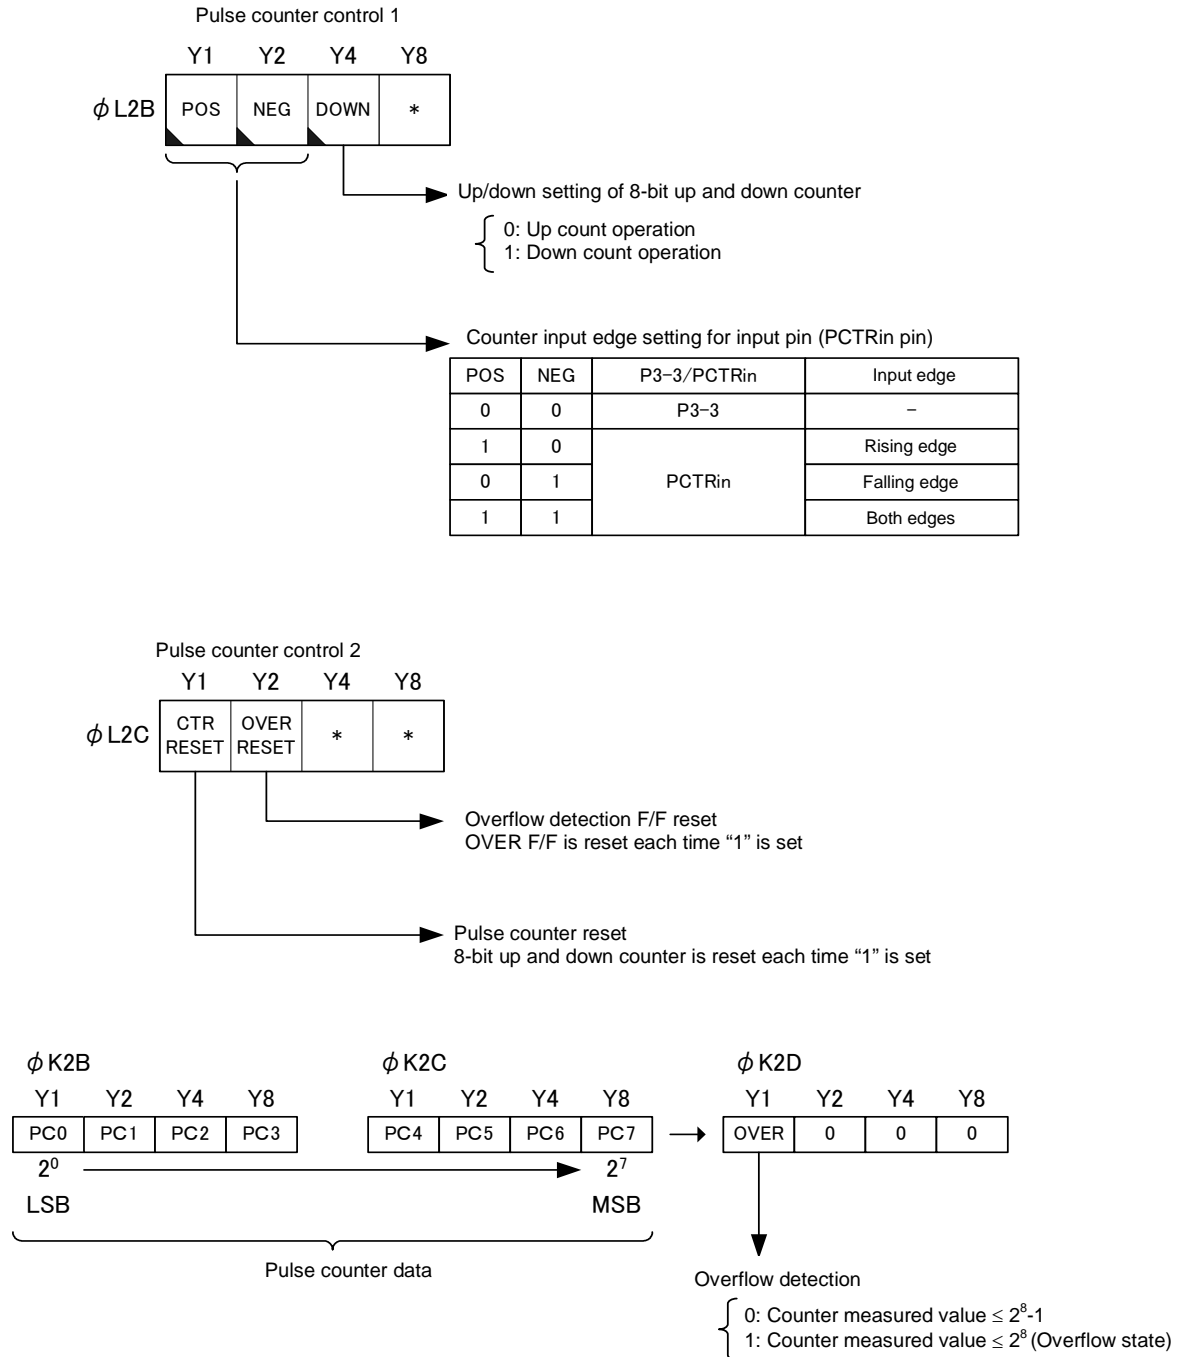 Pulse counter control 1
Y1 Y2 Y4 Y8
ϕ L2B POS NEG DOWN *
Up/down setting of 8-bit up and down counter
0: Up count operation
1: Down count operation
Counter input edge setting for input pin (PCTRin pin)
POS NEG P3-3/PCTRin Input edge
0 0 P3-3 -
1 0 PCTRin Rising edge
0 1 Falling edge
1 1 Both edges
Pulse counter control 2
Y1 Y2 Y4 Y8
ϕ L2C CTR RESET OVER RESET * *
Overflow detection F/F reset
OVER F/F is reset each time “1” is set
Pulse counter reset
8-bit up and down counter is reset each time “1” is set
ϕ K2B ϕ K2C ϕ K2D
Y1 Y2 Y4 Y8 Y1 Y2 Y4 Y8 Y1 Y2 Y4 Y8
PC0 PC1 PC2 PC3 PC4 PC5 PC6 PC7 OVER 0 0 0
2⁰ 2⁷
LSB MSB
Pulse counter data
Overflow detection
0: Counter measured value ≤ 2⁸-1
1: Counter measured value ≤ 2⁸ (Overflow state)